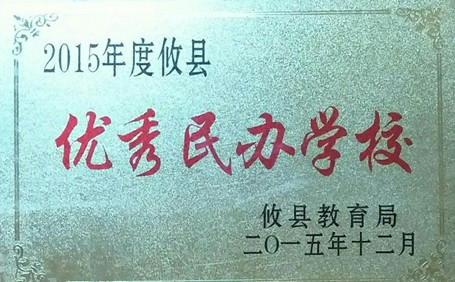 2015年度攸县
优秀民办学校
攸县教育局
二〇一五年十二月